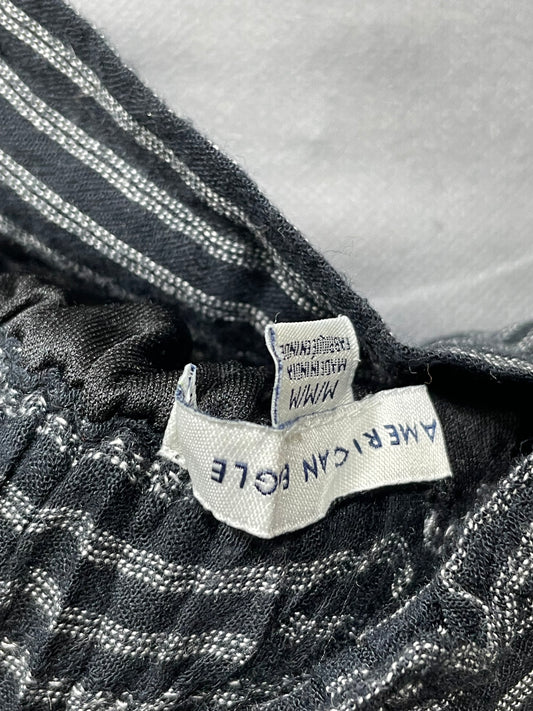 AMERICAN EAGLE
M/M/M
MADE IN INDIA
FABRIQUÉ EN INDE